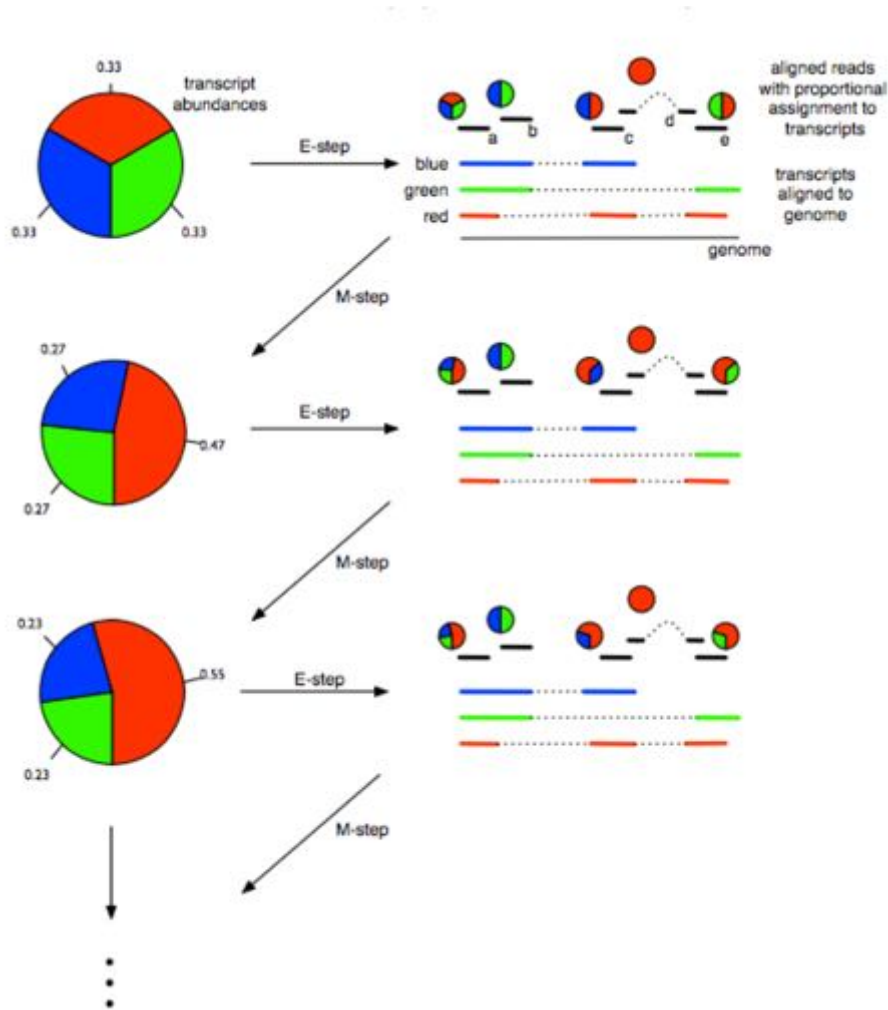 0.33
transcript
abundances
0.33
0.33
E-step
aligned reads
with proportional
assignment to
transcripts
a
b
c
d
e
blue
green
red
transcripts
aligned to
genome
genome
M-step
0.27
0.47
0.27
E-step
M-step
0.23
0.55
0.23
E-step
M-step